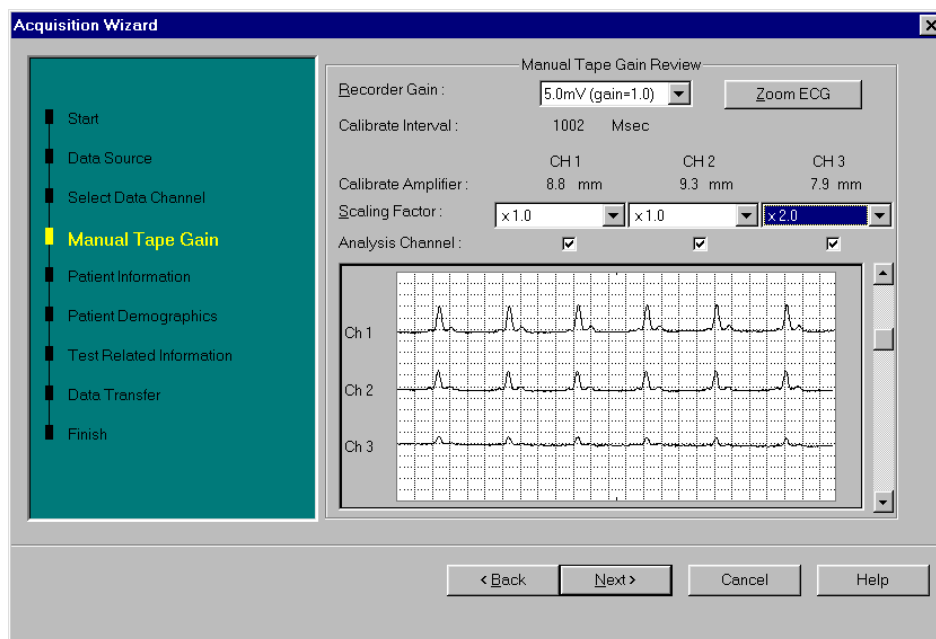 Acquisition Wizard
Start
Data Source
Select Data Channel
Manual Tape Gain
Patient Information
Patient Demographics
Test Related Information
Data Transfer
Finish
Manual Tape Gain Review
Recorder Gain :
5.0mV (gain=1.0)
Zoom ECG
Calibrate Interval :
1002 Msec
CH 1 CH 2 CH 3
Calibrate Amplifier : 8.8 mm 9.3 mm 7.9 mm
Scaling Factor : x 1.0 x 1.0 x 2.0
Analysis Channel :
Ch 1
Ch 2
Ch 3
< Back Next > Cancel Help